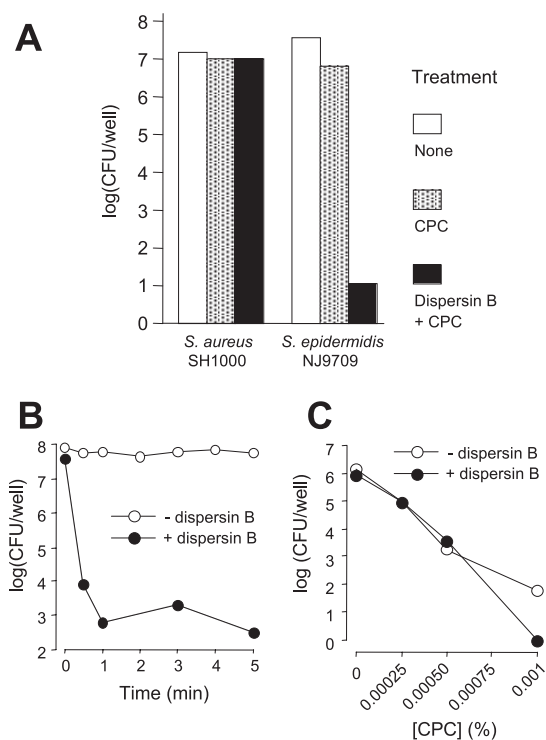 A
8
7
6
5
4
3
2
1
0
log(CFU/well)
S. aureus
SH1000
S. epidermidis
NJ9709
Treatment
None
CPC
Dispersin B
+ CPC
B
8
7
6
5
4
3
2
log(CFU/well)
- dispersin B
+ dispersin B
0 1 2 3 4 5
Time (min)
C
7
6
5
4
3
2
1
0
log (CFU/well)
- dispersin B
+ dispersin B
0 0.00025 0.00050 0.00075 0.001
[CPC] (%)